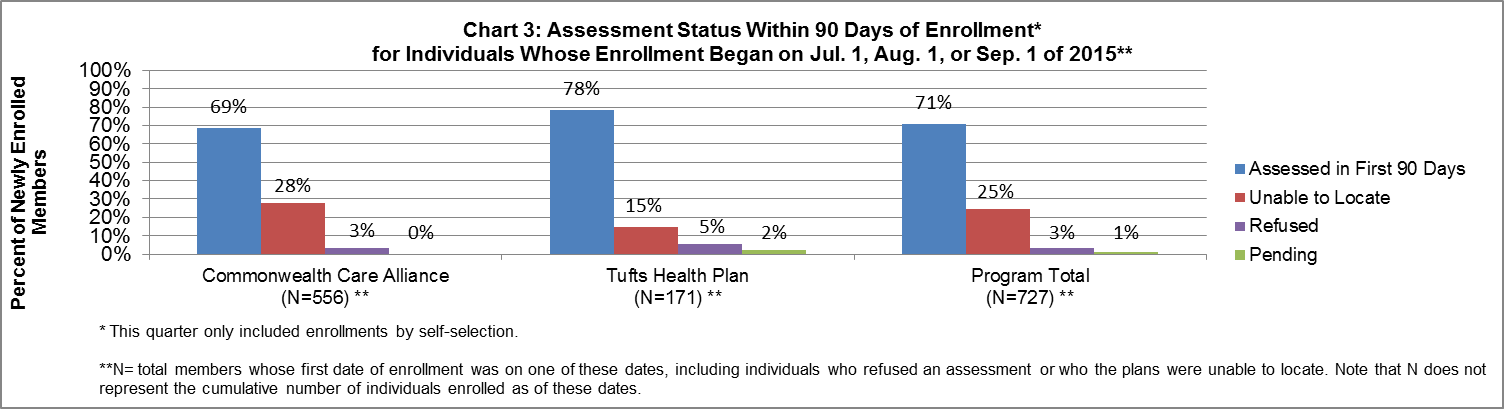 Chart 3: Assessment Status Within 90 Days of Enrollment*
for Individuals Whose Enrollment Began on Jul. 1, Aug. 1, or Sep. 1 of 2015**
Percent of Newly Enrolled
Members
100%
90%
80%
70%
60%
50%
40%
30%
20%
10%
0%
69%
28%
3%
0%
78%
15%
5%
2%
71%
25%
3%
1%
Commonwealth Care Alliance
(N=556) **
Tufts Health Plan
(N=171) **
Program Total
(N=727) **
Assessed in First 90 Days
Unable to Locate
Refused
Pending
* This quarter only included enrollments by self-selection.
**N= total members whose first date of enrollment was on one of these dates, including individuals who refused an assessment or who the plans were unable to locate. Note that N does not
represent the cumulative number of individuals enrolled as of these dates.